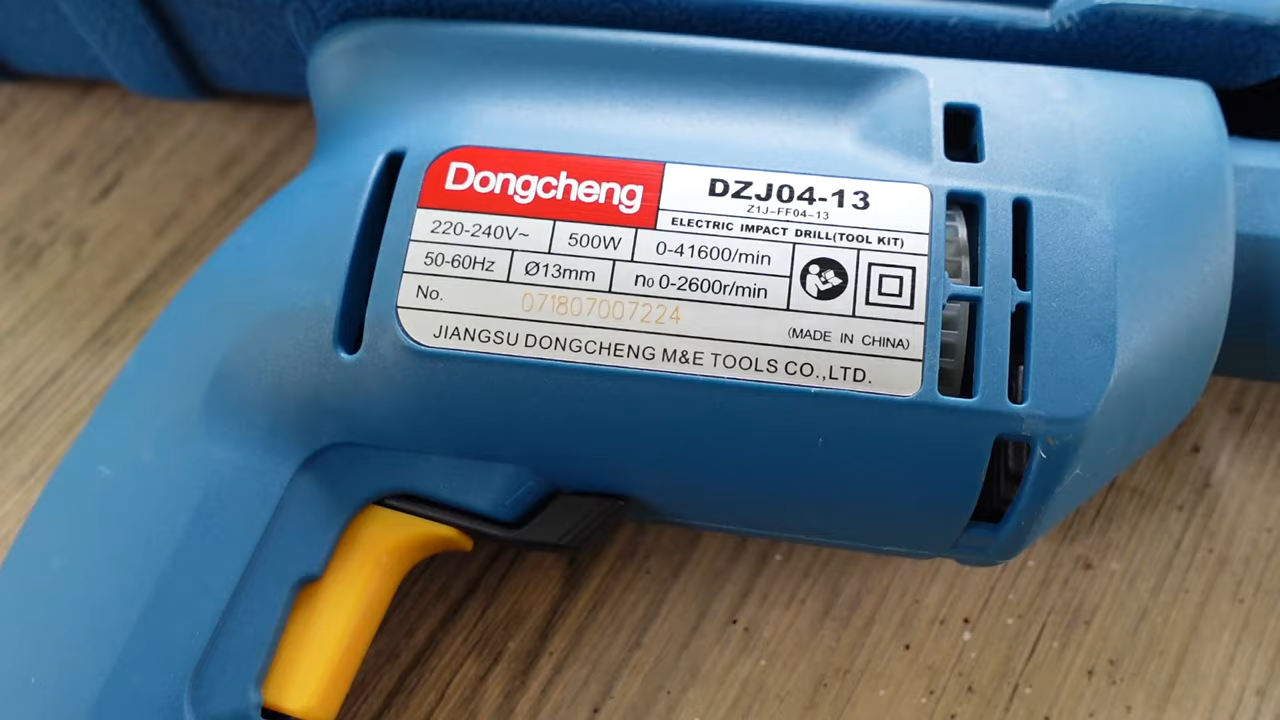 Dongcheng
DZJ04-13
Z1J-FF04-13
ELECTRIC IMPACT DRILL(TOOL KIT)
220-240V~ 500W 0-41600/min
50-60Hz Ø13mm n₀ 0-2600r/min
No. 071807007224
(MADE IN CHINA)
JIANGSU DONGCHENG M&E TOOLS CO.,LTD.